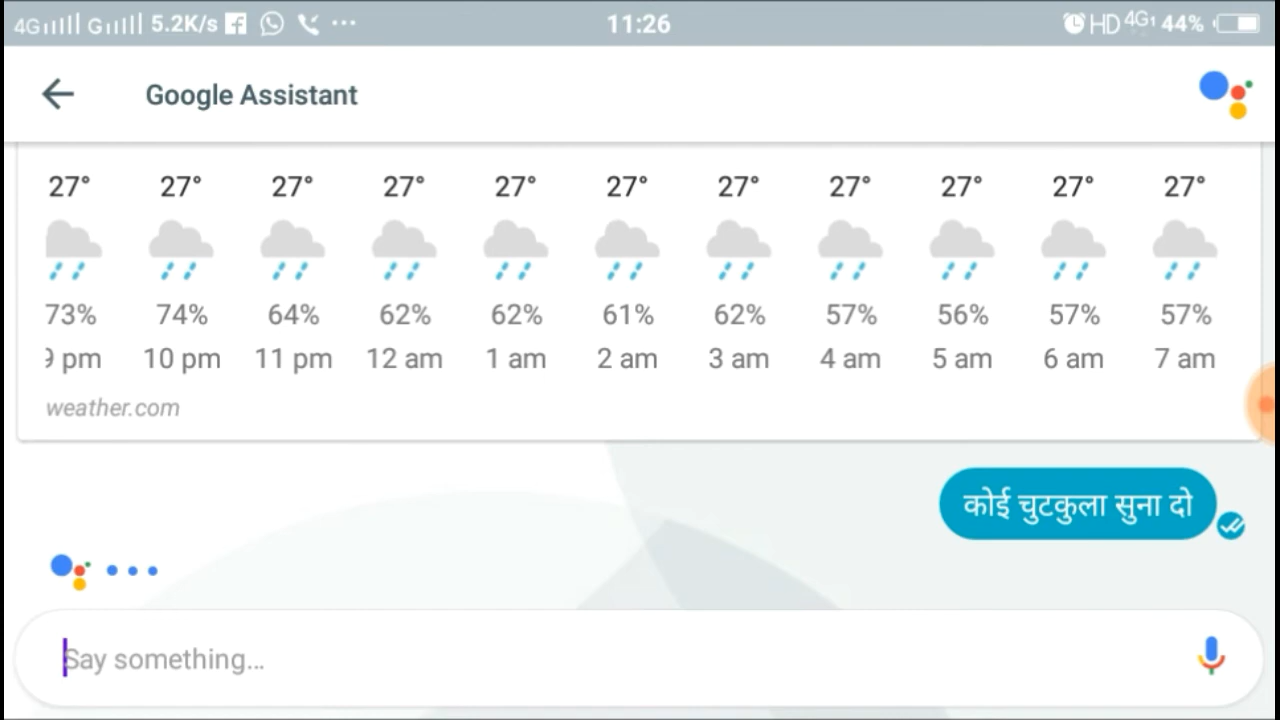 4G G 5.2K/s 11:26 HD 4G 44%
Google Assistant
27° 27° 27° 27° 27° 27° 27° 27° 27° 27° 27°
73% 74% 64% 62% 62% 61% 62% 57% 56% 57% 57%
9 pm 10 pm 11 pm 12 am 1 am 2 am 3 am 4 am 5 am 6 am 7 am
weather.com
कोई चुटकुला सुना दो
Say something...